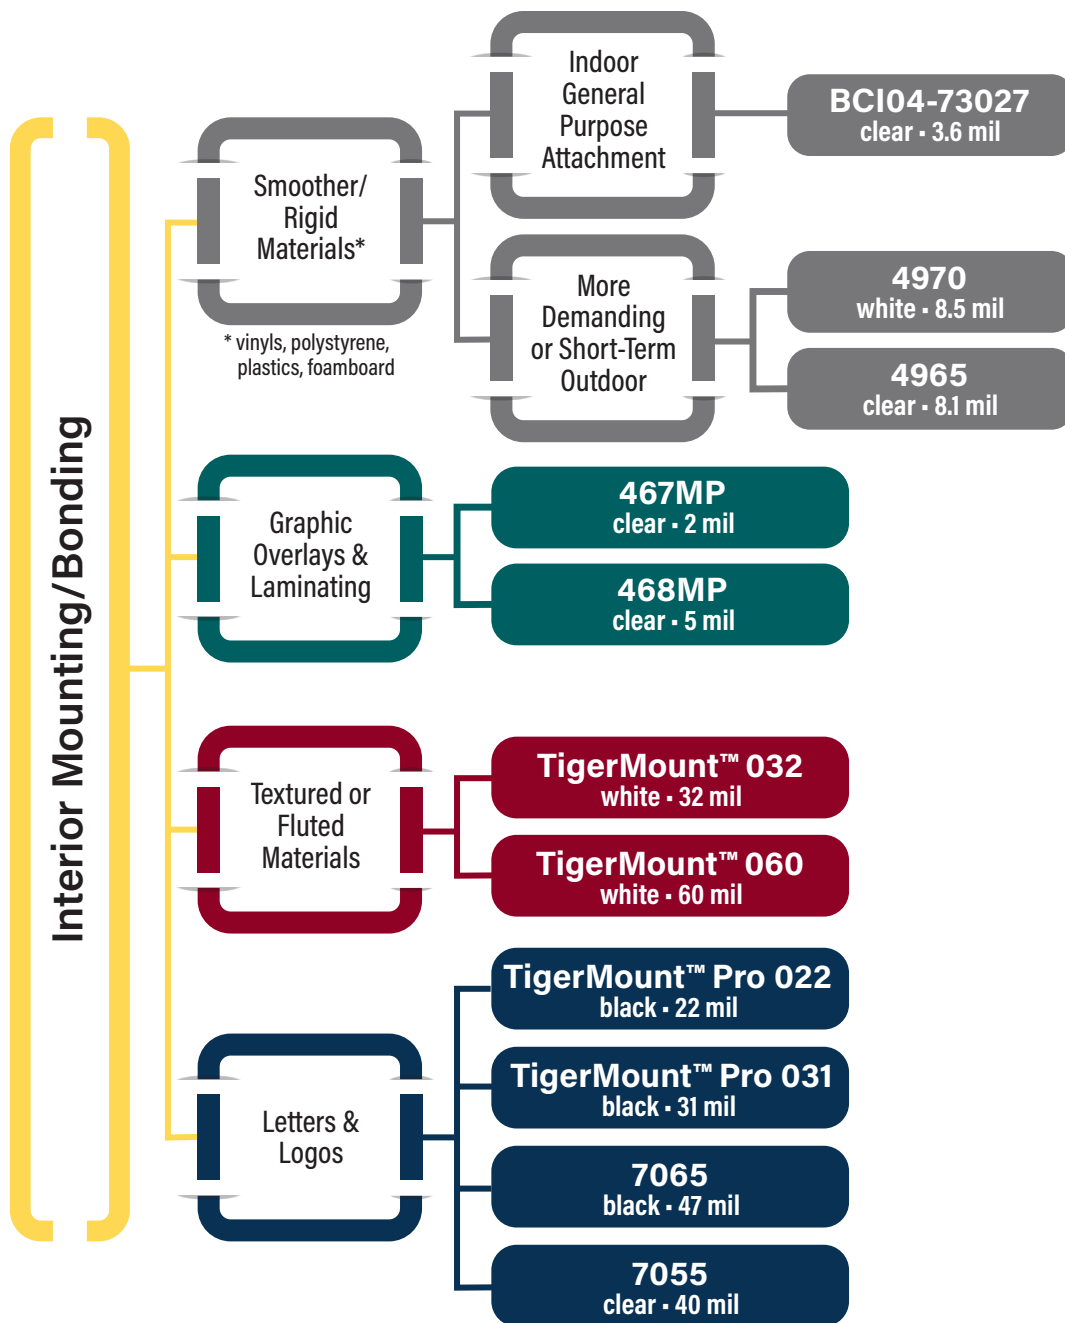 Interior Mounting/Bonding
Smoother/
Rigid
Materials*
* vinyls, polystyrene,
plastics, foamboard
Indoor
General
Purpose
Attachment
BCI04-73027
clear ▪ 3.6 mil
More
Demanding
or Short-Term
Outdoor
4970
white ▪ 8.5 mil
4965
clear ▪ 8.1 mil
Graphic
Overlays &
Laminating
467MP
clear ▪ 2 mil
468MP
clear ▪ 5 mil
Textured or
Fluted
Materials
TigerMount™ 032
white ▪ 32 mil
TigerMount™ 060
white ▪ 60 mil
Letters &
Logos
TigerMount™ Pro 022
black ▪ 22 mil
TigerMount™ Pro 031
black ▪ 31 mil
7065
black ▪ 47 mil
7055
clear ▪ 40 mil